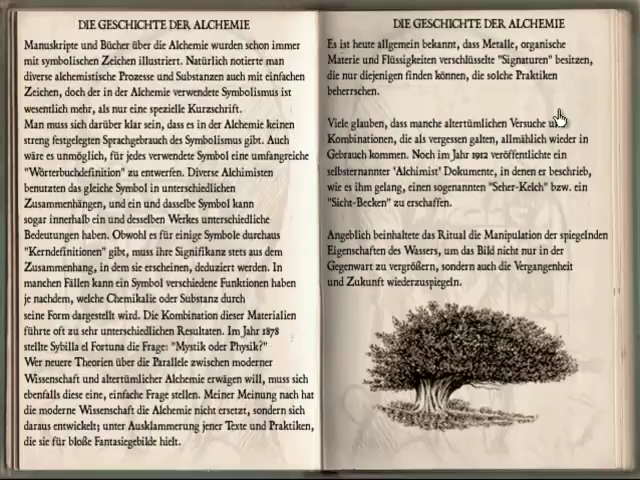 DIE GESCHICHTE DER ALCHEMIE
Manuskripte und Bücher über die Alchemie wurden schon immer
mit symbolischen Zeichen illustriert. Natürlich notierte man
diverse alchemistische Prozesse und Substanzen auch mit einfachen
Zeichen, doch der in der Alchemie verwendete Symbolismus ist
wesentlich mehr, als nur eine spezielle Kurzschrift.
Man muss sich darüber klar sein, dass es in der Alchemie keinen
streng festgelegten Sprachgebrauch des Symbolismus gibt. Auch
wäre es unmöglich, für jedes verwendete Symbol eine umfangreiche
"Wörterbuchdefinition" zu entwerfen. Diverse Alchimisten
benutzten das gleiche Symbol in unterschiedlichen
Zusammenhängen, und ein und dasselbe Symbol kann
sogar innerhalb ein und desselben Werkes unterschiedliche
Bedeutungen haben. Obwohl es für einige Symbole durchaus
"Kerndefinitionen" gibt, muss ihre Signifikanz stets aus dem
Zusammenhang, in dem sie erscheinen, deduziert werden. In
manchen Fällen kann ein Symbol verschiedene Funktionen haben
je nachdem, welche Chemikalie oder Substanz durch
seine Form dargestellt wird. Die Kombination dieser Materialien
führte oft zu sehr unterschiedlichen Resultaten. Im Jahr 1878
stellte Sybilla el Fortuna die Frage: "Mystik oder Physik?"
Wer neuere Theorien über die Parallele zwischen moderner
Wissenschaft und altertümlicher Alchemie erwägen will, muss sich
ebenfalls diese eine, einfache Frage stellen. Meiner Meinung nach hat
die moderne Wissenschaft die Alchemie nicht ersetzt, sondern sich
daraus entwickelt; unter Ausklammerung jener Texte und Praktiken,
die sie für bloße Fantasiegebilde hielt.
DIE GESCHICHTE DER ALCHEMIE
Es ist heute allgemein bekannt, dass Metalle, organische
Materie und Flüssigkeiten verschlüsselte "Signaturen" besitzen,
die nur diejenigen finden können, die solche Praktiken
beherrschen.
Viele glauben, dass manche altertümlichen Versuche und
Kombinationen, die als vergessen galten, allmählich wieder in
Gebrauch kommen. Noch im Jahr 1912 veröffentlichte ein
selbsternannter 'Alchimist' Dokumente, in denen er beschrieb,
wie es ihm gelang, einen sogenannten "Seher-Kelch" bzw. ein
"Sicht-Becken" zu erschaffen.
Angeblich beinhaltete das Ritual die Manipulation der spiegelnden
Eigenschaften des Wassers, um das Bild nicht nur in der
Gegenwart zu vergrößern, sondern auch die Vergangenheit
und Zukunft wiederzuspiegeln.